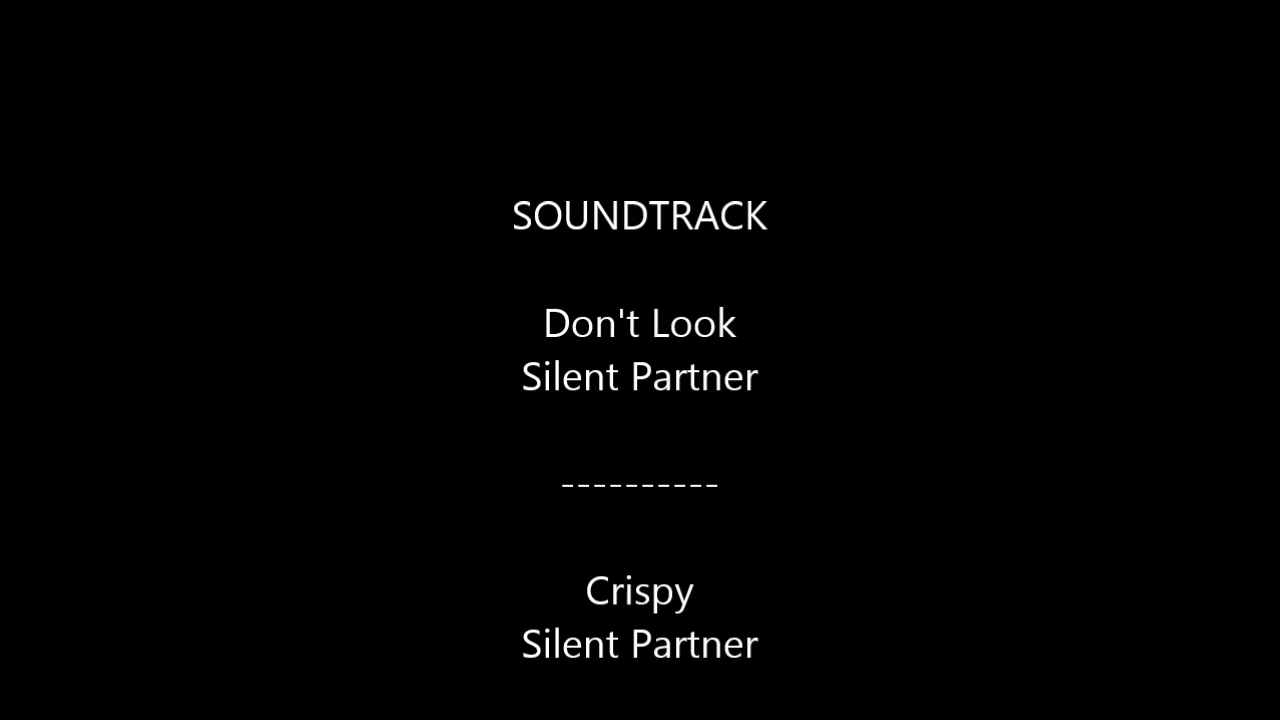 SOUNDTRACK
Don't Look
Silent Partner
----------
Crispy
Silent Partner